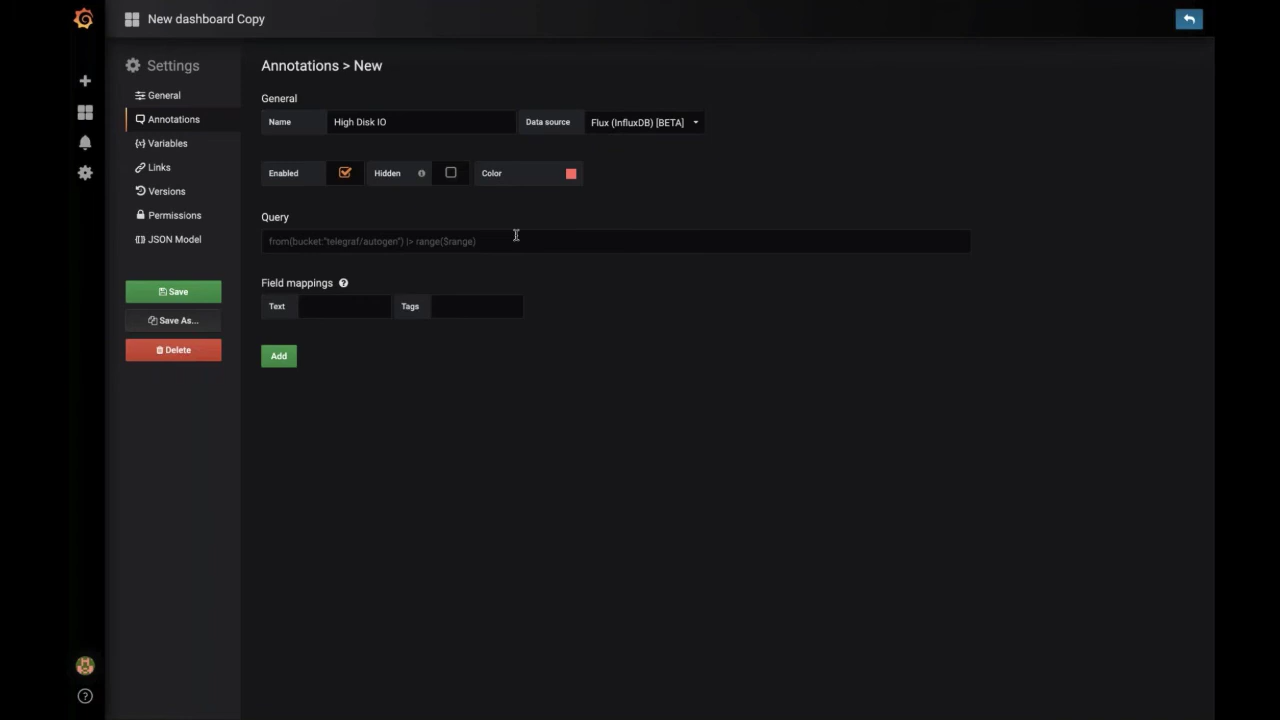 New dashboard Copy
Settings
General
Annotations
Variables
Links
Versions
Permissions
JSON Model
Save
Save As...
Delete
Annotations > New
General
Name High Disk IO Data source Flux (InfluxDB) [BETA]
Enabled Hidden Color
Query
from(bucket:"telegraf/autogen") |> range($range)
Field mappings
Text Tags
Add